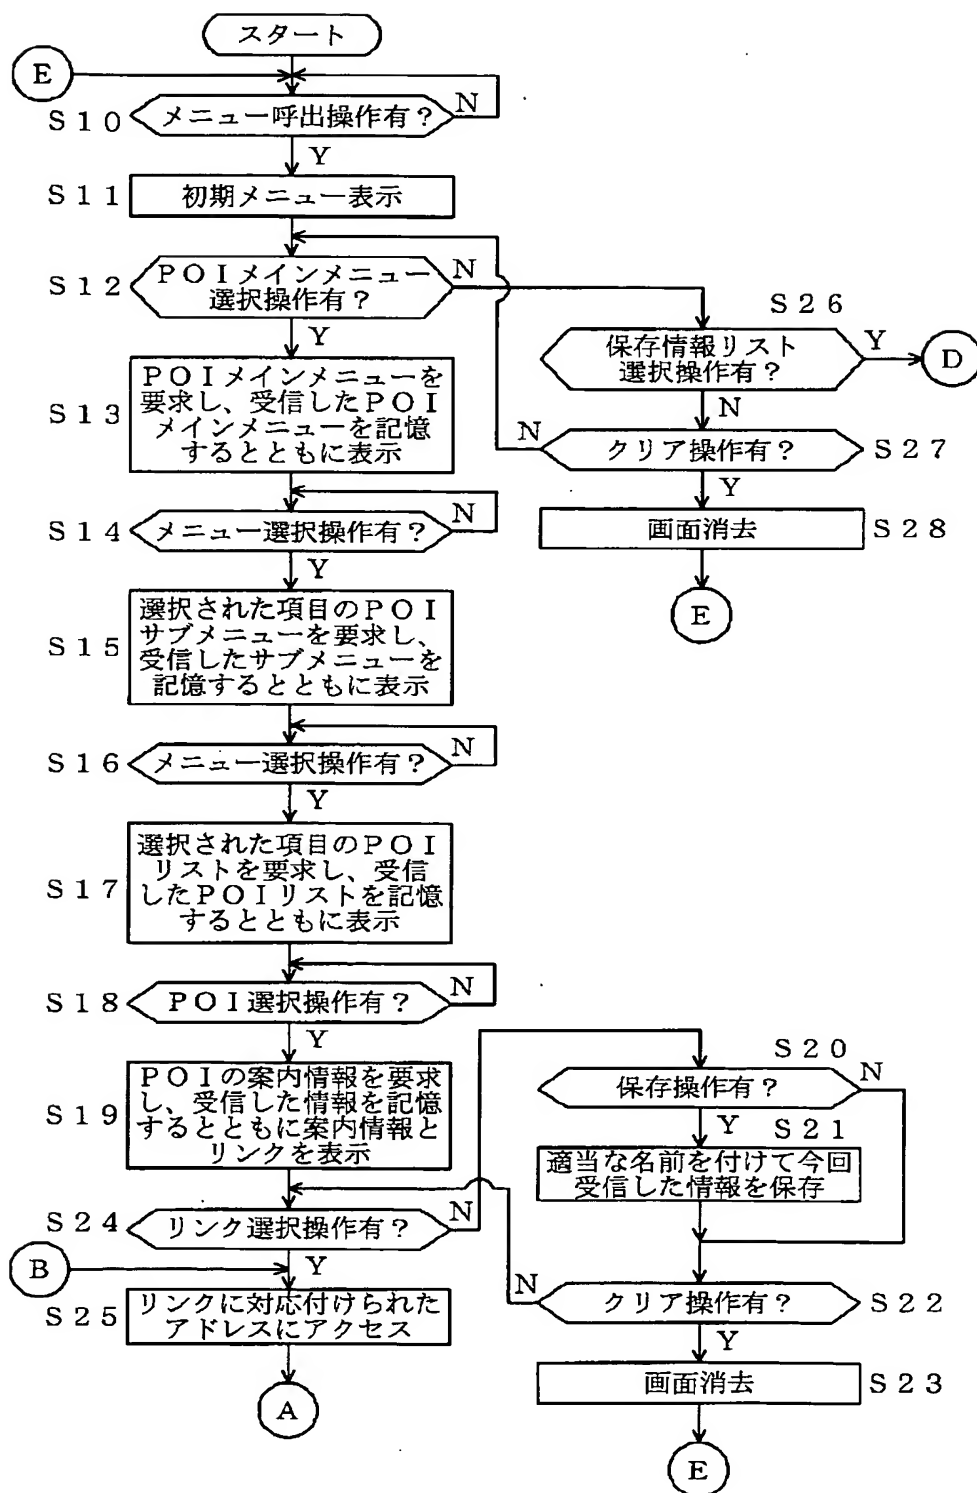 スタート
E
S10
メニュー呼出操作有？
N
Y
S11
初期メニュー表示
S12
ＰＯＩメインメニュー
選択操作有？
N
Y
S26
保存情報リスト
選択操作有？
Y
D
N
S13
ＰＯＩメインメニューを
要求し、受信したＰＯＩ
メインメニューを記憶
するとともに表示
N
クリア操作有？
S27
Y
S14
メニュー選択操作有？
N
Y
画面消去
S28
E
S15
選択された項目のＰＯＩ
サブメニューを要求し、
受信したサブメニューを
記憶するとともに表示
S16
メニュー選択操作有？
N
Y
S17
選択された項目のＰＯＩ
リストを要求し、受信
したＰＯＩリストを記憶
するとともに表示
S18
ＰＯＩ選択操作有？
N
Y
S19
ＰＯＩの案内情報を要求
し、受信した情報を記憶
するとともに案内情報と
リンクを表示
S20
保存操作有？
N
Y
S21
適当な名前を付けて今回
受信した情報を保存
S24
リンク選択操作有？
N
Y
B
S25
リンクに対応付けられた
アドレスにアクセス
A
N
クリア操作有？
S22
Y
画面消去
S23
E